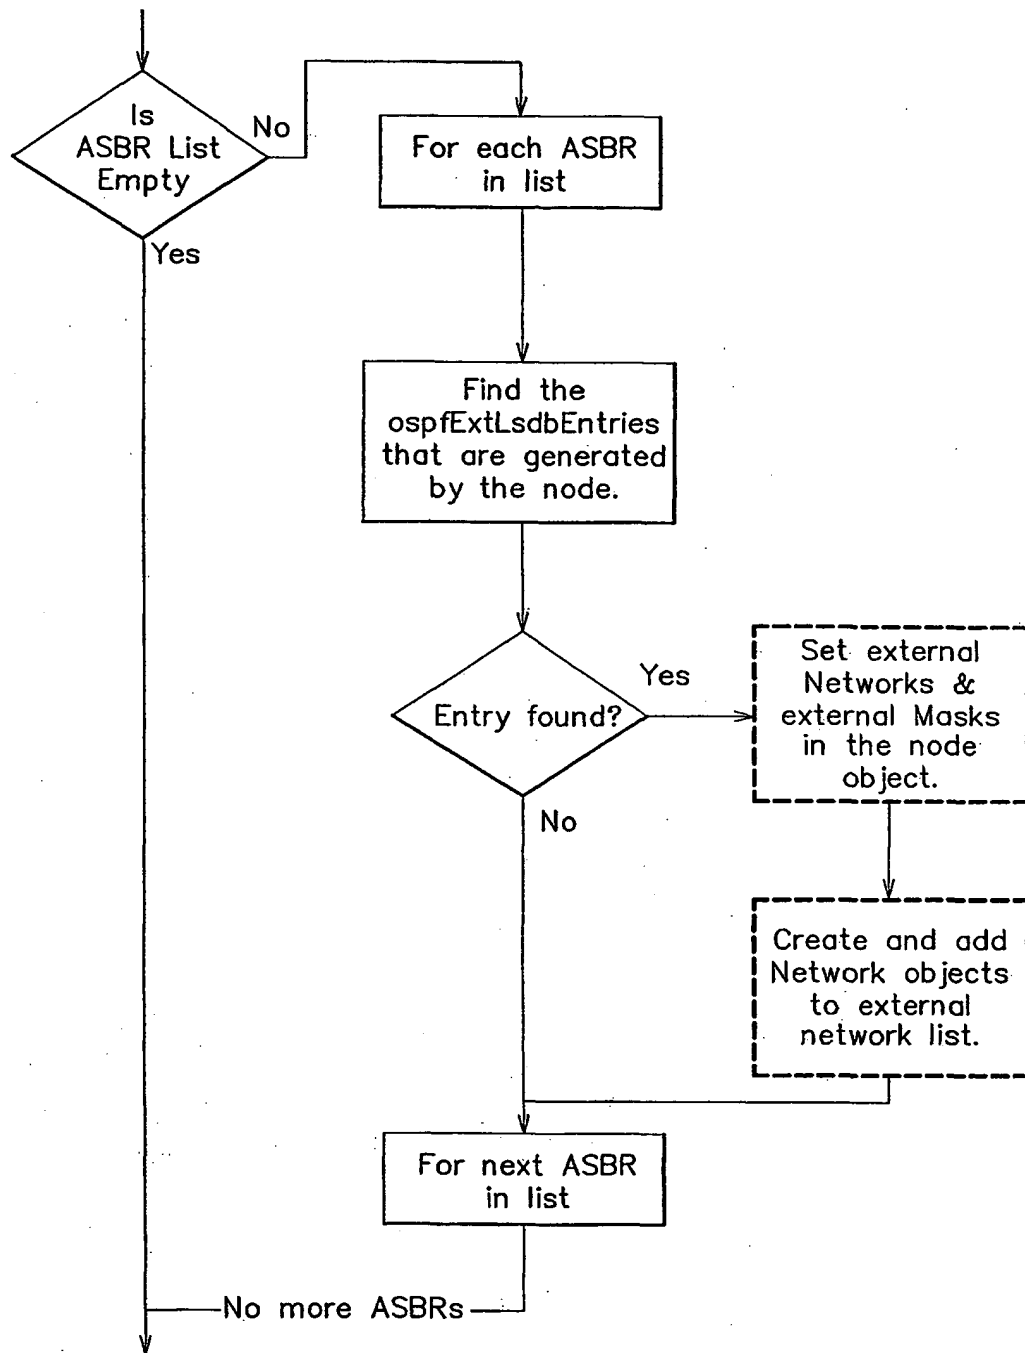 Is
ASBR List
Empty
No
Yes
For each ASBR
in list
Find the
ospfExtLsdbEntries
that are generated
by the node.
Entry found?
Yes
No
Set external
Networks &
external Masks
in the node
object.
Create and add
Network objects
to external
network list.
For next ASBR
in list
No more ASBRs